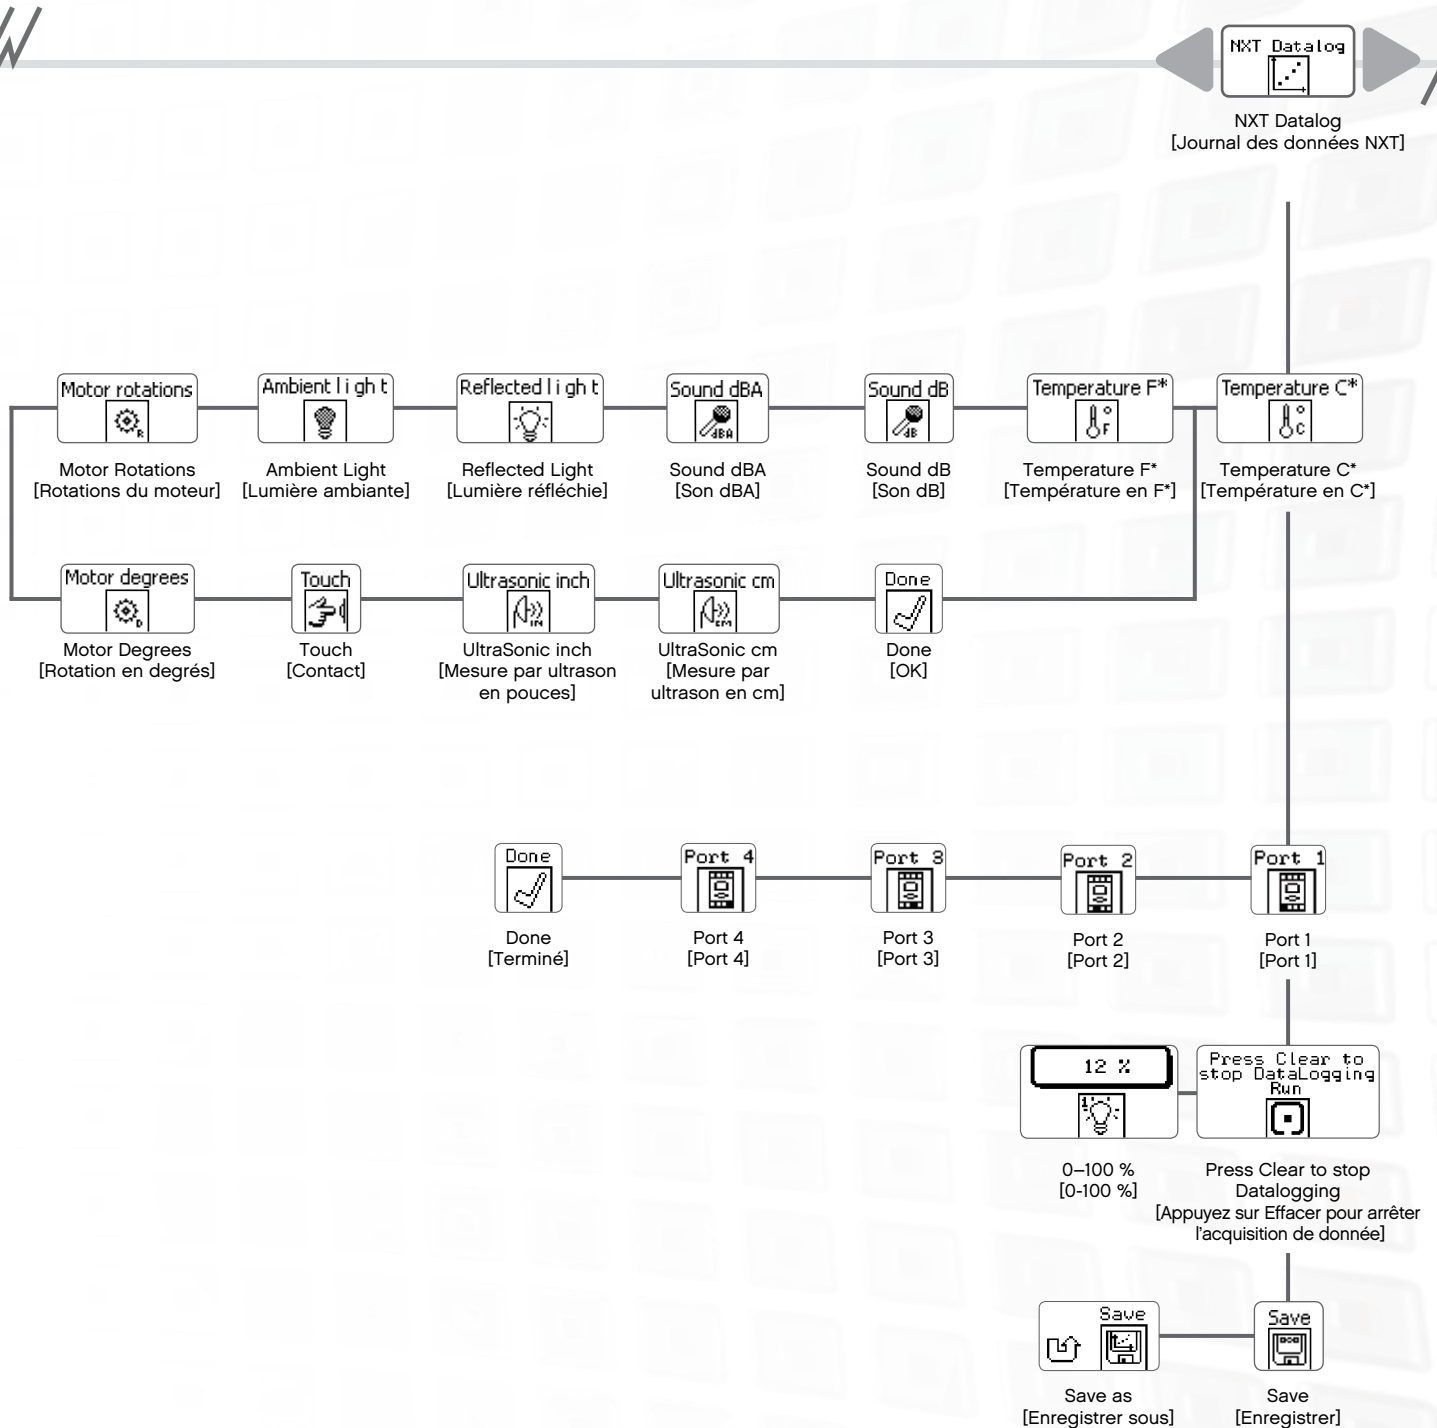 NXT Datalog
NXT Datalog
[Journal des données NXT]
Motor rotations
Ambient light
Reflected light
Sound dBA
Sound dB
Temperature F*
Temperature C*
R
dBA
dB
°F
°C
Motor Rotations
[Rotations du moteur]
Ambient Light
[Lumière ambiante]
Reflected Light
[Lumière réfléchie]
Sound dBA
[Son dBA]
Sound dB
[Son dB]
Temperature F*
[Température en F*]
Temperature C*
[Température en C*]
Motor degrees
Touch
Ultrasonic inch
Ultrasonic cm
Done
D
IN
CM
Motor Degrees
[Rotation en degrés]
Touch
[Contact]
UltraSonic inch
[Mesure par ultrason
en pouces]
UltraSonic cm
[Mesure par
ultrason en cm]
Done
[OK]
Done
Port 4
Port 3
Port 2
Port 1
Done
[Terminé]
Port 4
[Port 4]
Port 3
[Port 3]
Port 2
[Port 2]
Port 1
[Port 1]
12 %
1
Press Clear to
stop DataLogging
Run
0–100 %
[0-100 %]
Press Clear to stop
Datalogging
[Appuyez sur Effacer pour arrêter
l'acquisition de donnée]
Save
Save
Save as
[Enregistrer sous]
Save
[Enregistrer]